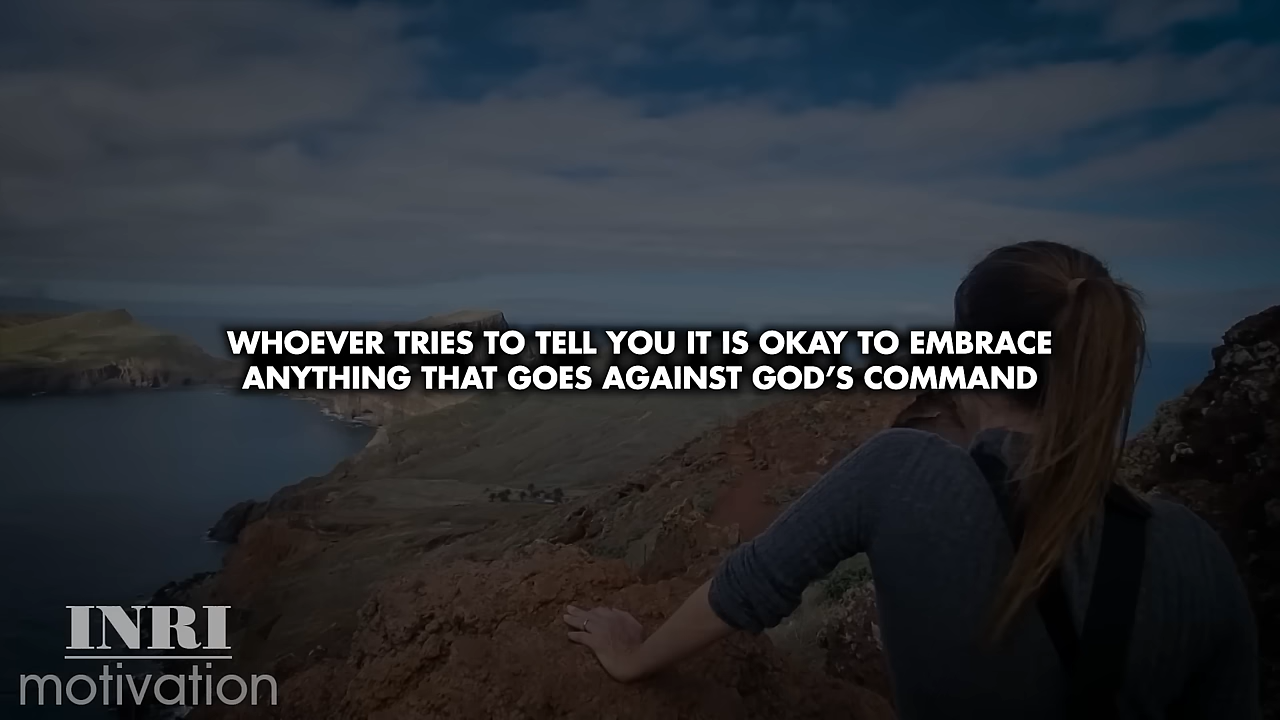 WHOEVER TRIES TO TELL YOU IT IS OKAY TO EMBRACE
ANYTHING THAT GOES AGAINST GOD’S COMMAND
INRI
motivation